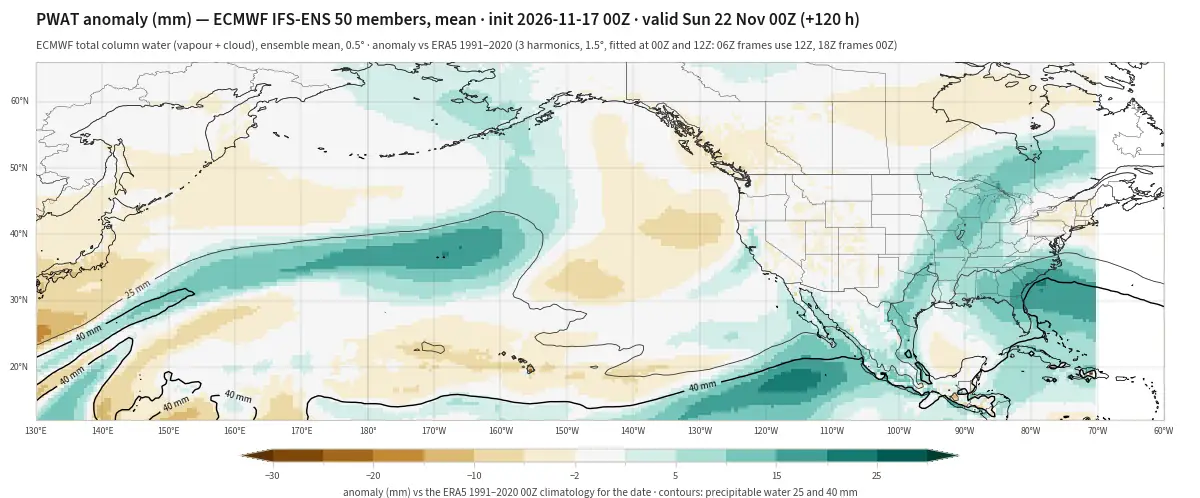 PWAT anomaly (mm) — ECMWF IFS-ENS 50 members, mean · init 2026-11-17 00Z · valid Sun 22 Nov 00Z (+120 h)
ECMWF total column water (vapour + cloud), ensemble mean, 0.5° · anomaly vs ERA5 1991–2020 (3 harmonics, 1.5°, fitted at 00Z and 12Z: 06Z frames use 12Z, 18Z frames 00Z)
60°N
50°N
40°N
30°N
20°N
25 mm
40 mm
40 mm
40 mm
40 mm
40 mm
130°E 140°E 150°E 160°E 170°E 180° 170°W 160°W 150°W 140°W 130°W 120°W 110°W 100°W 90°W 80°W 70°W 60°W
−30 −20 −10 −2 5 15 25
anomaly (mm) vs the ERA5 1991–2020 00Z climatology for the date · contours: precipitable water 25 and 40 mm